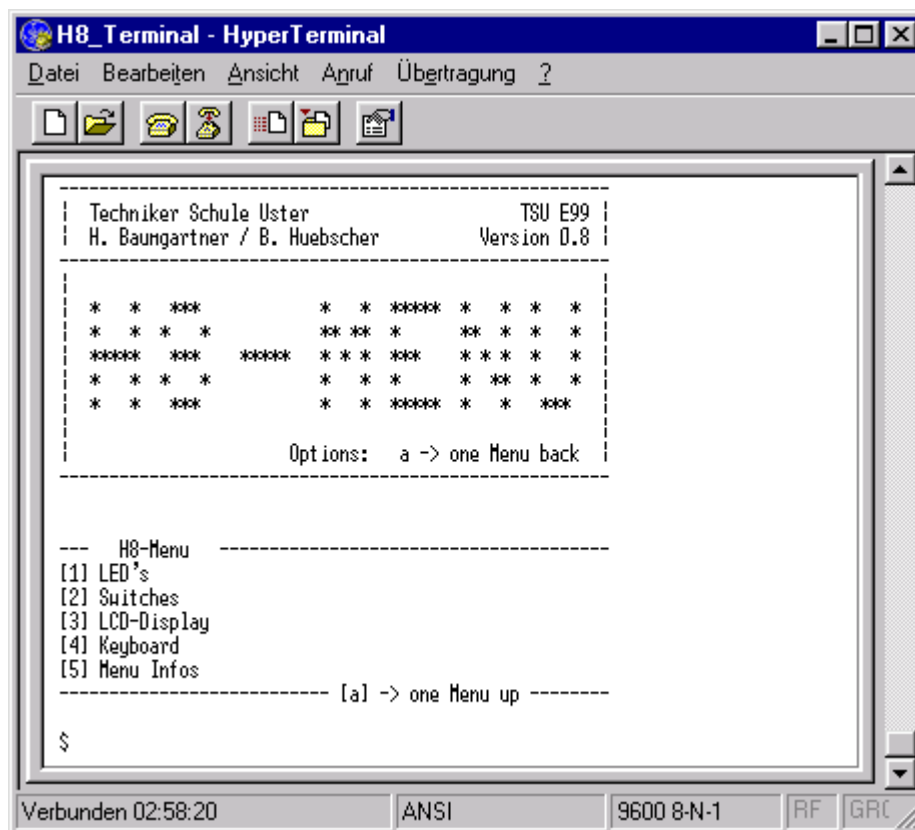 H8_Terminal - HyperTerminal
Datei Bearbeiten Ansicht Anruf Übertragung ?
------------------------------------------------------
| Techniker Schule Uster TSU E99 |
| H. Baumgartner / B. Huebscher Version 0.8 |
------------------------------------------------------
| |
| * * *** * * ***** * * * * |
| * * * * ** ** * ** * * * |
| ***** *** ***** * * * *** * * * * * |
| * * * * * * * * ** * * |
| * * *** * * ***** * * *** |
| |
| Options: a -> one Menu back |
------------------------------------------------------
--- H8-Menu ---------------------------------------
[1] LED's
[2] Switches
[3] LCD-Display
[4] Keyboard
[5] Menu Infos
--------------------------- [a] -> one Menu up --------
$
Verbunden 02:58:20 ANSI 9600 8-N-1 RF